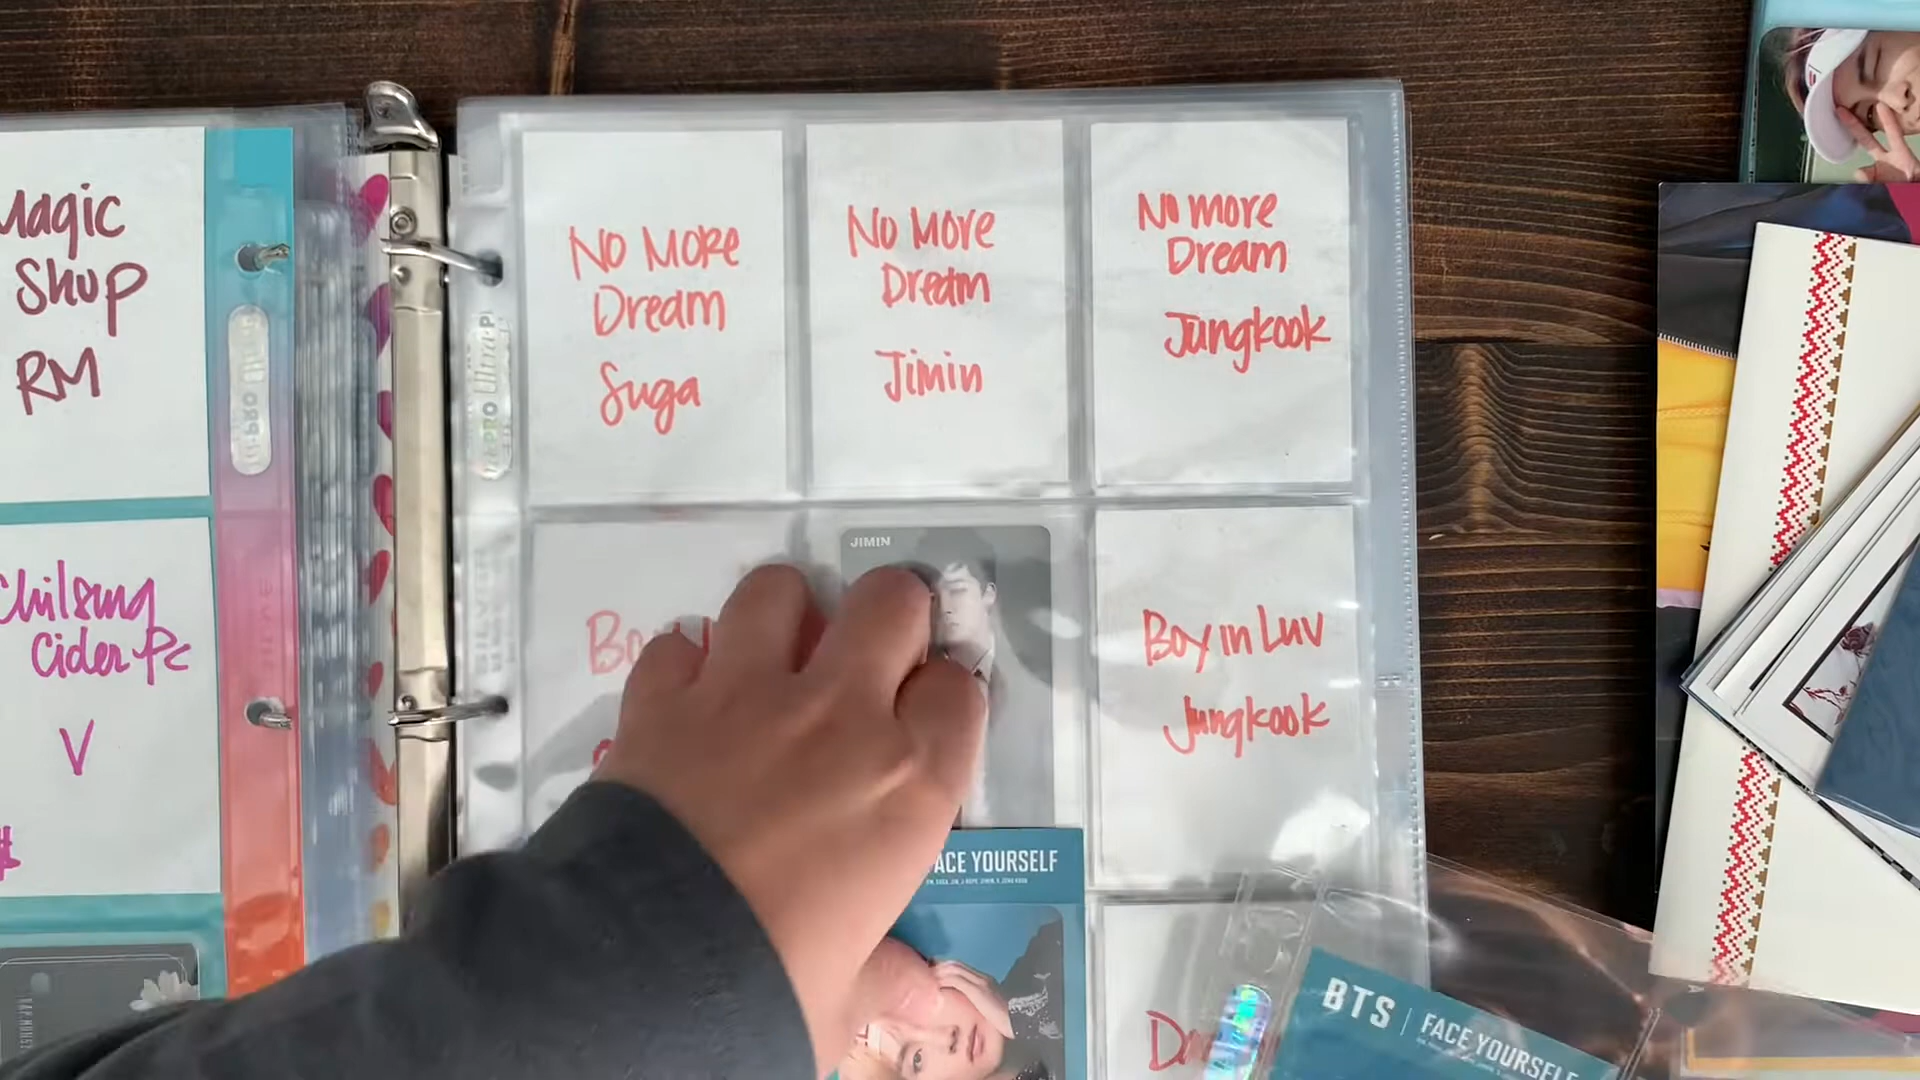 Magic
Shop
RM
Chilsung
Cider Pc
V
No More
Dream
Suga
No More
Dream
Jimin
No more
Dream
Jungkook
JIMIN
Boy in Luv
Jungkook
FACE YOURSELF
BTS | FACE YOURSELF